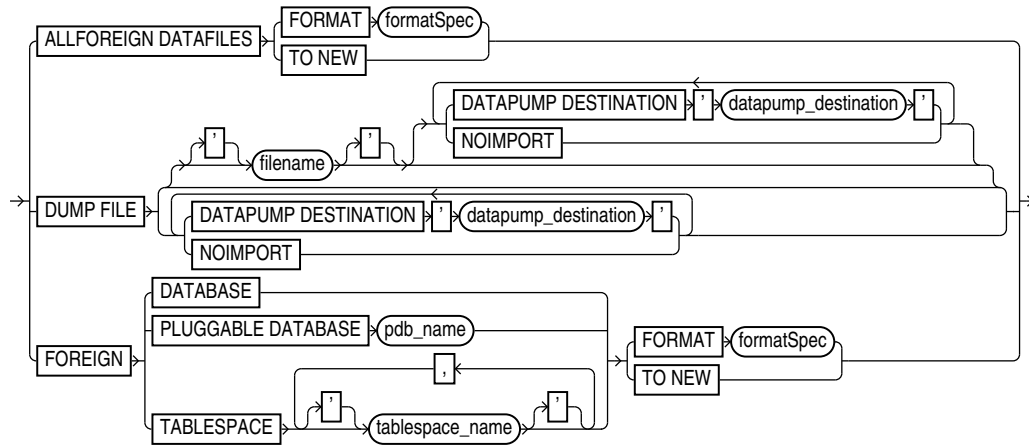 FORMAT formatSpec
ALLFOREIGN DATAFILES
TO NEW
DATAPUMP DESTINATION ' datapump_destination '
' filename '
NOIMPORT
DUMP FILE
DATAPUMP DESTINATION ' datapump_destination '
NOIMPORT
DATABASE
PLUGGABLE DATABASE pdb_name
FOREIGN
FORMAT formatSpec
TO NEW
,
TABLESPACE ' tablespace_name '